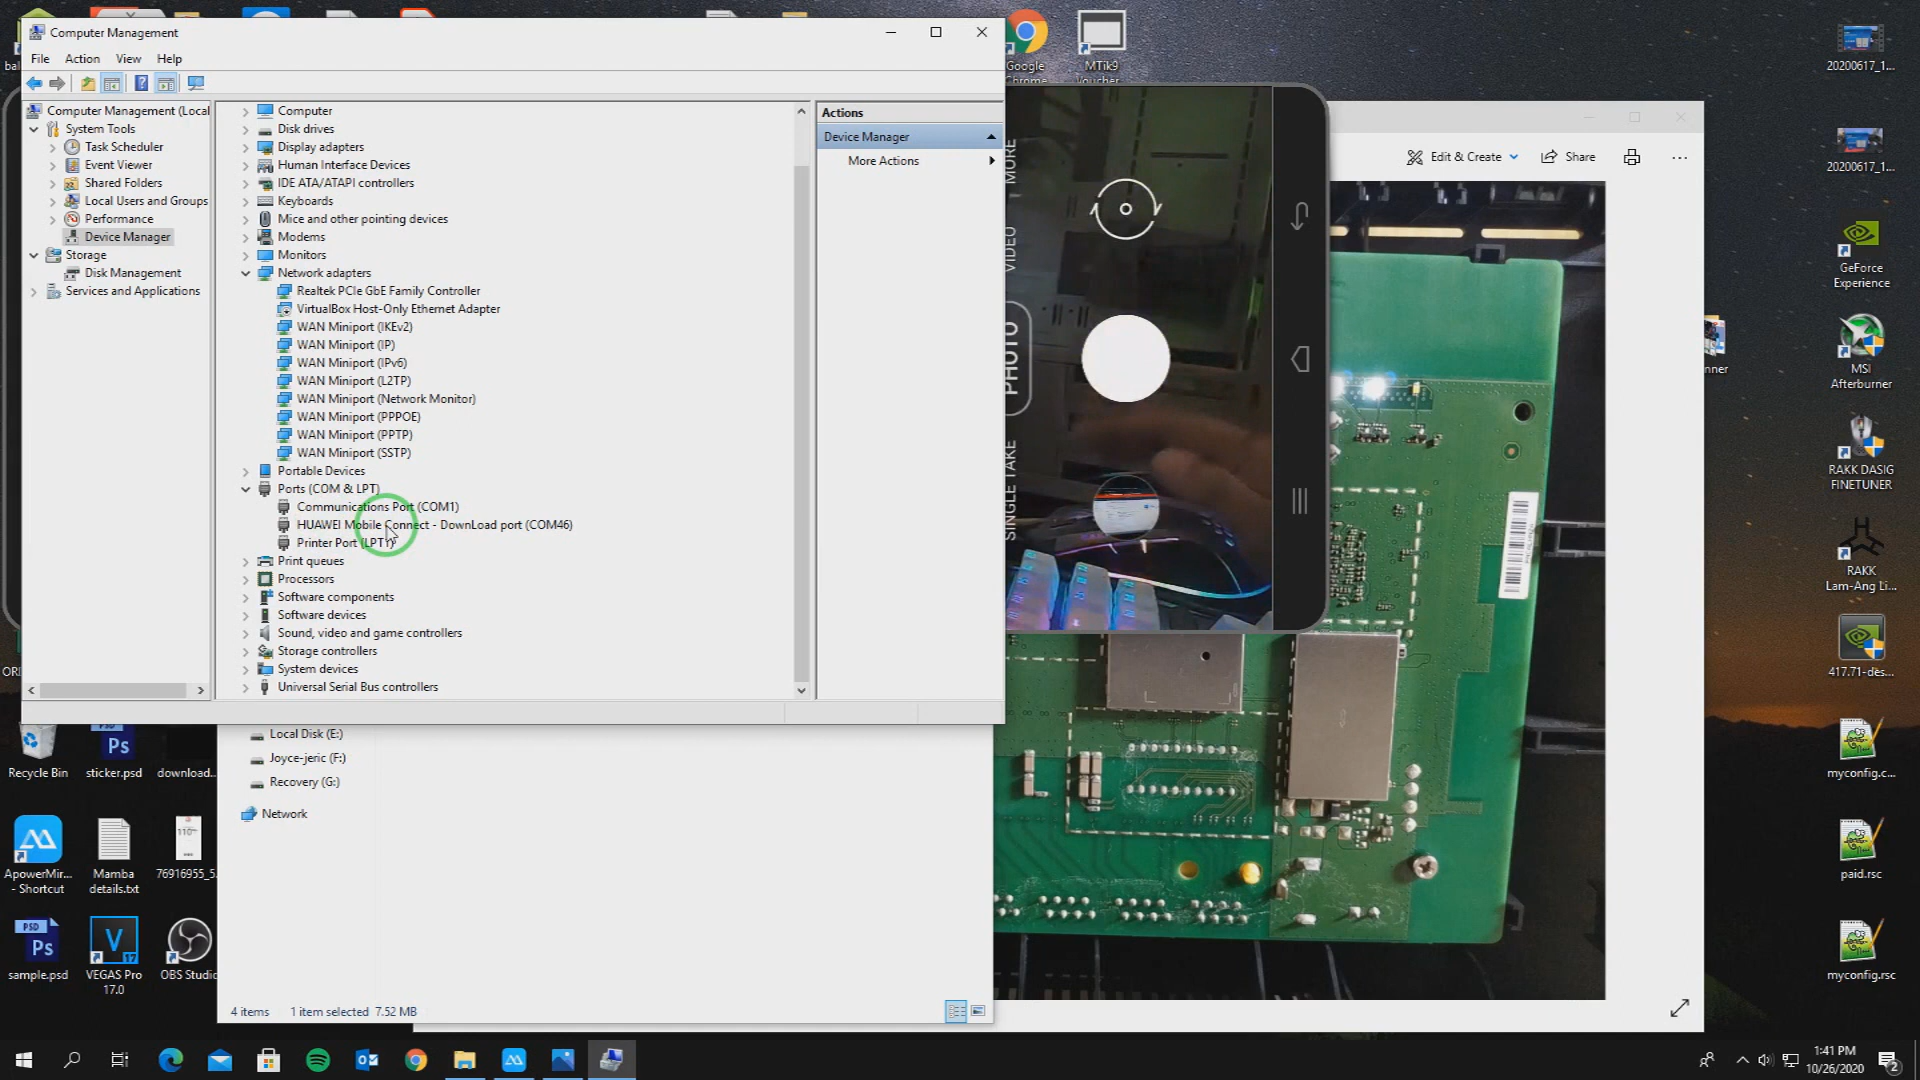 Computer Management
File Action View Help
Computer Management (Local
System Tools
Task Scheduler
Event Viewer
Shared Folders
Local Users and Groups
Performance
Device Manager
Storage
Disk Management
Services and Applications
Computer
Disk drives
Display adapters
Human Interface Devices
IDE ATA/ATAPI controllers
Keyboards
Mice and other pointing devices
Modems
Monitors
Network adapters
Realtek PCIe GbE Family Controller
VirtualBox Host-Only Ethernet Adapter
WAN Miniport (IKEv2)
WAN Miniport (IP)
WAN Miniport (IPv6)
WAN Miniport (L2TP)
WAN Miniport (Network Monitor)
WAN Miniport (PPPOE)
WAN Miniport (PPTP)
WAN Miniport (SSTP)
Portable Devices
Ports (COM & LPT)
Communications Port (COM1)
HUAWEI Mobile Connect - DownLoad port (COM46)
Printer Port (LPT1)
Print queues
Processors
Software components
Software devices
Sound, video and game controllers
Storage controllers
System devices
Universal Serial Bus controllers
Actions
Device Manager
More Actions
Google
Chrome
MTik9
Voucher
MORE
VIDEO
PHOTO
SINGLE TAKE
Edit & Create
Share
20200617_1...
20200617_1...
GeForce
Experience
MSI
Afterburner
RAKK DASIG
FINETUNER
RAKK
Lam-Ang Li...
417.71-des...
myconfig.c...
paid.rsc
myconfig.rsc
nner
Local Disk (E:)
Joyce-jeric (F:)
Recovery (G:)
Network
4 items 1 item selected 7.52 MB
Recycle Bin
Ps
sticker.psd
download...
ApowerMir...
- Shortcut
Mamba
details.txt
76916955_5...
PSD
Ps
sample.psd
V
17
VEGAS Pro
17.0
OBS Studio
1:41 PM
10/26/2020
2